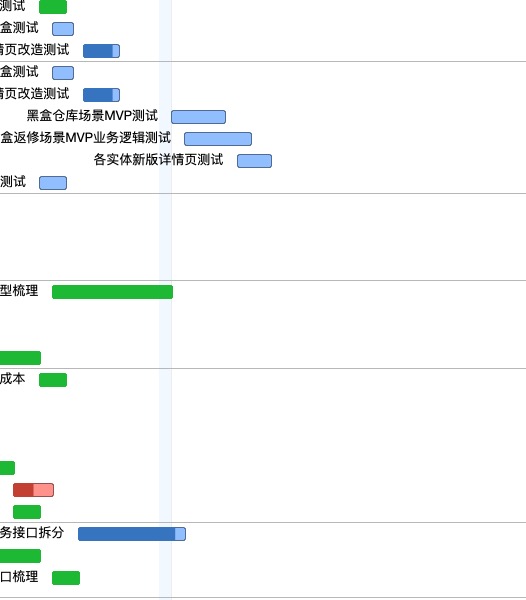 测试
盒测试
情页改造测试
盒测试
情页改造测试
黑盒仓库场景MVP测试
盒返修场景MVP业务逻辑测试
各实体新版详情页测试
测试
型梳理
成本
务接口拆分
口梳理